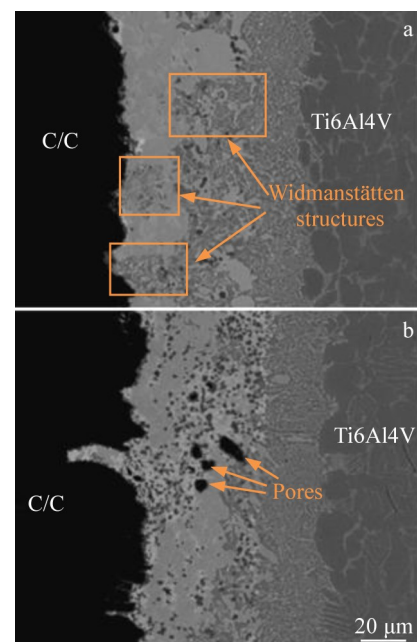 a
Ti6Al4V
C/C
Widmanstätten
structures
b
Ti6Al4V
Pores
C/C
20 μm